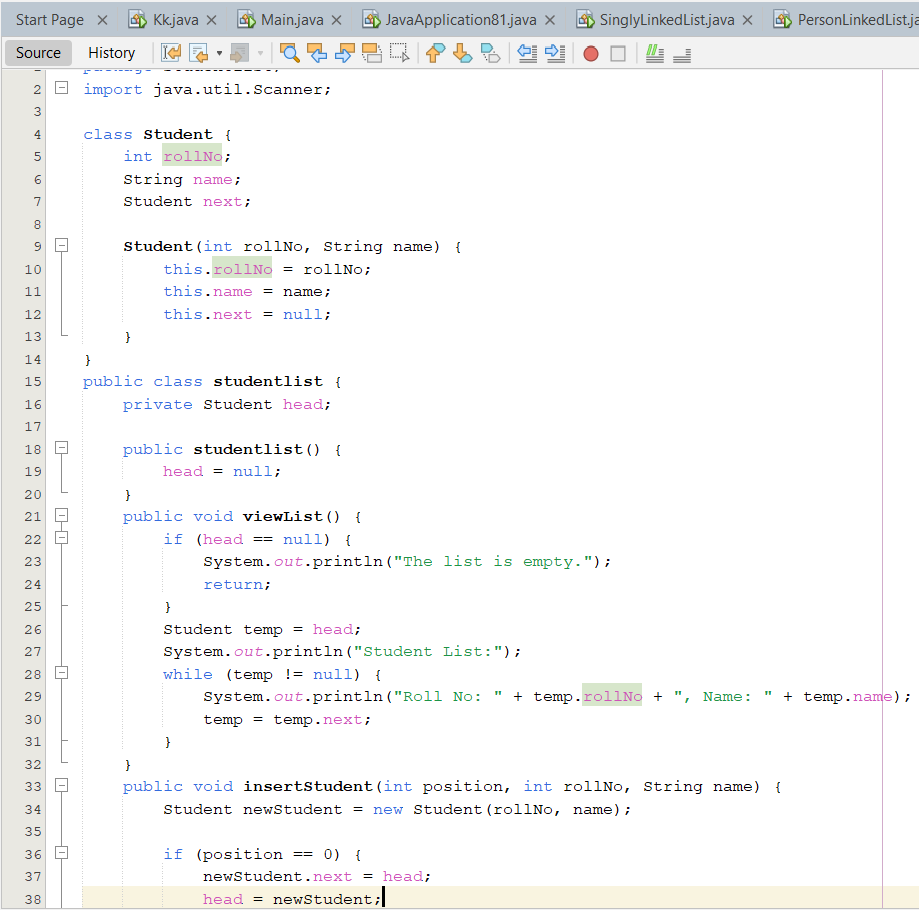 Start Page Kk.java Main.java JavaApplication81.java SinglyLinkedList.java PersonLinkedList.ja
Source History
2 import java.util.Scanner;
3
4 class Student {
5 int rollNo;
6 String name;
7 Student next;
8
9 Student(int rollNo, String name) {
10 this.rollNo = rollNo;
11 this.name = name;
12 this.next = null;
13 }
14 }
15 public class studentlist {
16 private Student head;
17
18 public studentlist() {
19 head = null;
20 }
21 public void viewList() {
22 if (head == null) {
23 System.out.println("The list is empty.");
24 return;
25 }
26 Student temp = head;
27 System.out.println("Student List:");
28 while (temp != null) {
29 System.out.println("Roll No: " + temp.rollNo + ", Name: " + temp.name);
30 temp = temp.next;
31 }
32 }
33 public void insertStudent(int position, int rollNo, String name) {
34 Student newStudent = new Student(rollNo, name);
35
36 if (position == 0) {
37 newStudent.next = head;
38 head = newStudent;